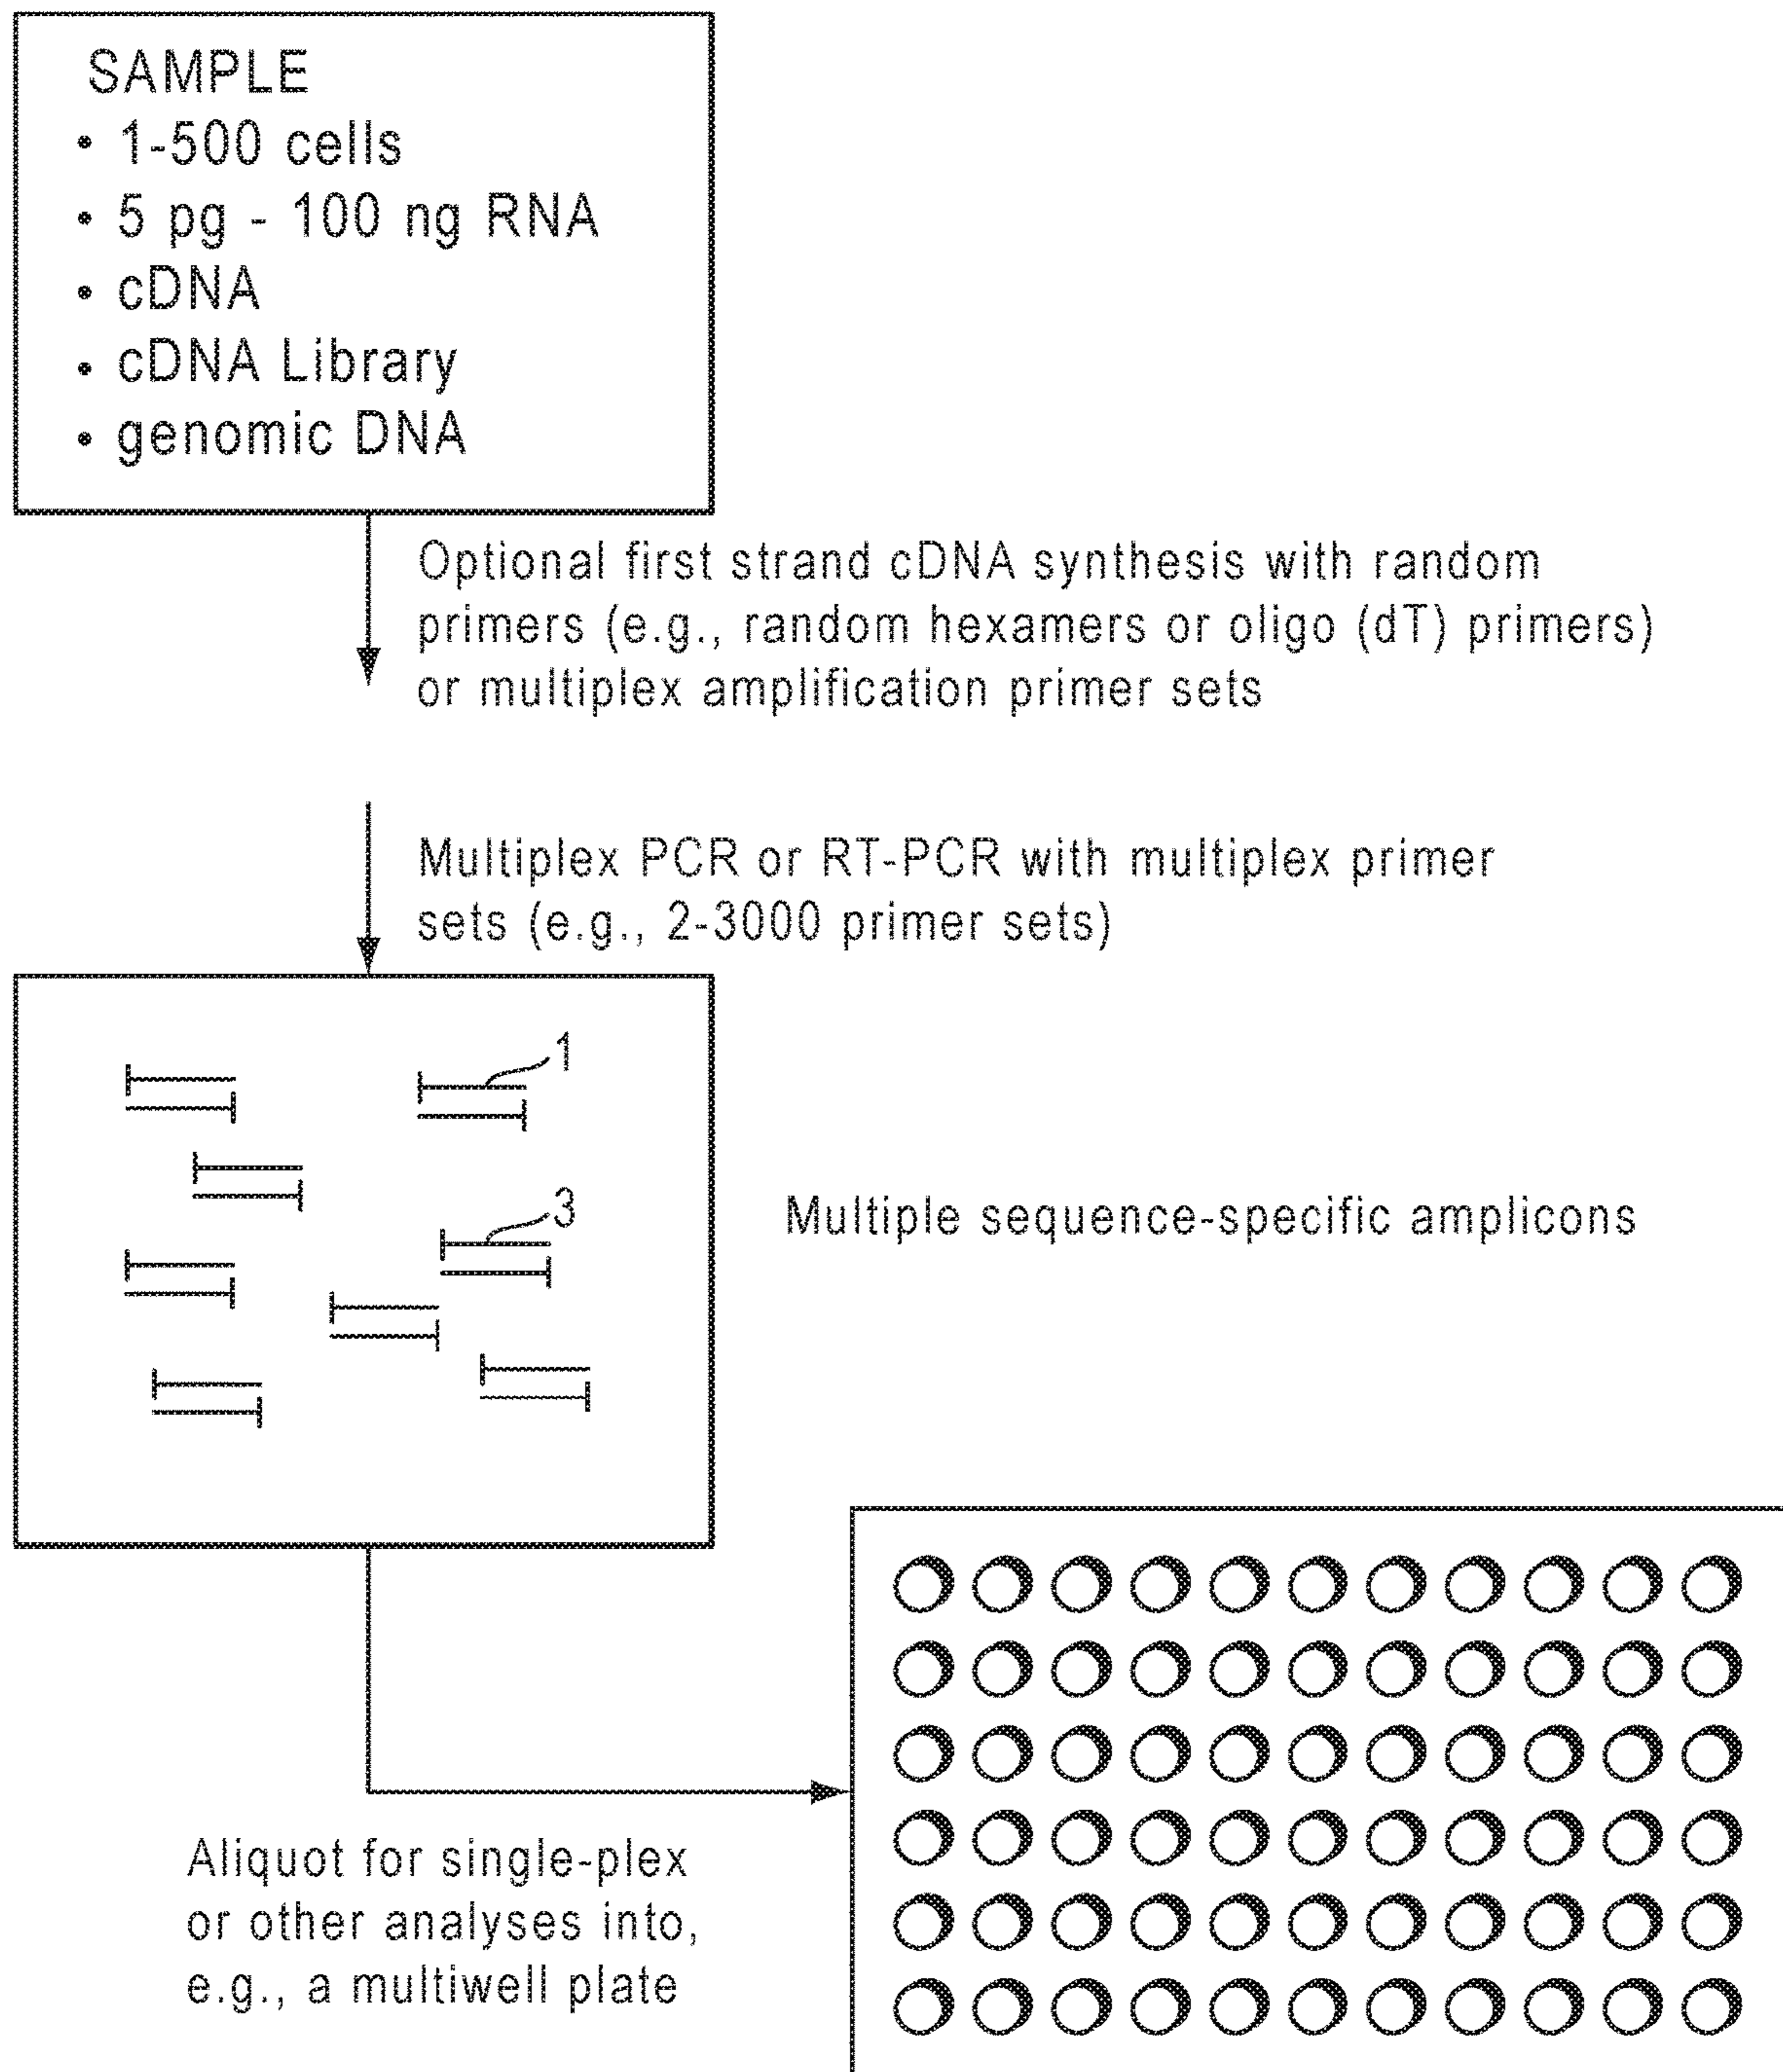 SAMPLE
• 1-500 cells
• 5 pg - 100 ng RNA
• cDNA
• cDNA Library
• genomic DNA
Optional first strand cDNA synthesis with random
primers (e.g., random hexamers or oligo (dT) primers)
or multiplex amplification primer sets
Multiplex PCR or RT-PCR with multiplex primer
sets (e.g., 2-3000 primer sets)
1
3
Multiple sequence-specific amplicons
Aliquot for single-plex
or other analyses into,
e.g., a multiwell plate